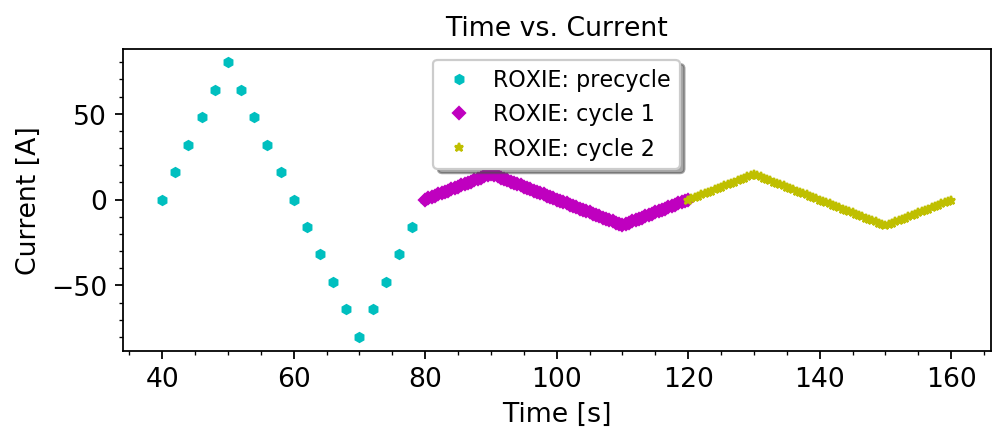 Time vs. Current
ROXIE: precycle
ROXIE: cycle 1
ROXIE: cycle 2
Current [A]
50
0
−50
40 60 80 100 120 140 160
Time [s]